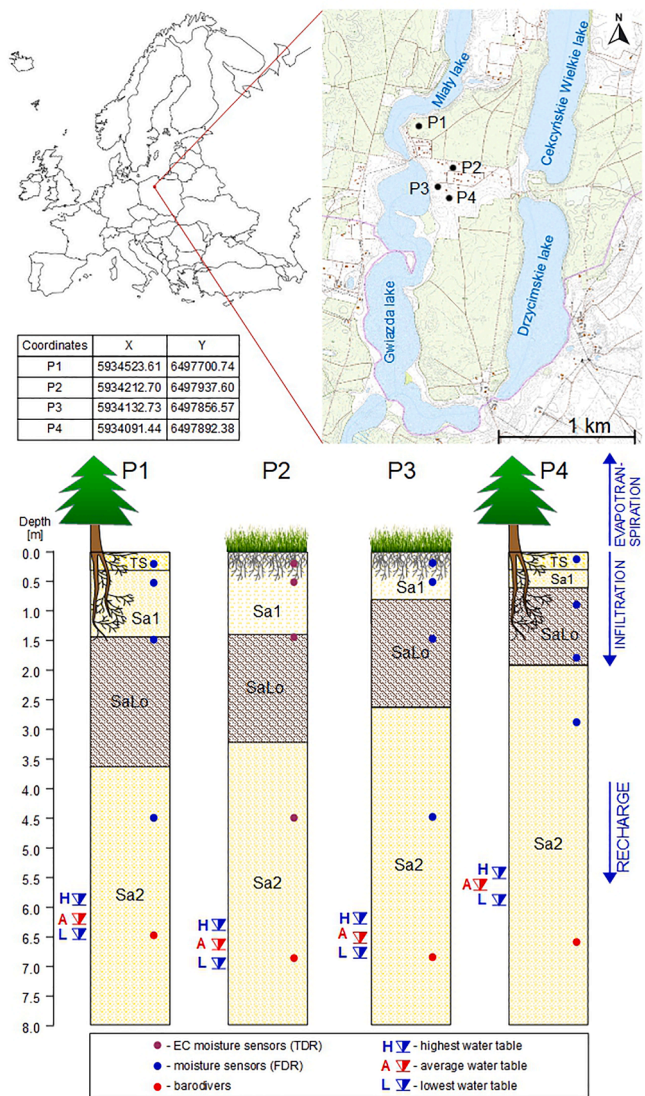 N
Miały lake
Cekcyńskie Wielkie lake
P1
P2
P3
P4
Gwiazda lake
Drzycimskie lake
1 km
Coordinates X Y
P1 5934523.61 6497700.74
P2 5934212.70 6497937.60
P3 5934132.73 6497856.57
P4 5934091.44 6497892.38
P1 P2 P3 P4
EVAPOTRAN-
SPIRATION
Depth
[m]
0.0
0.5
1.0
1.5
2.0
2.5
3.0
3.5
4.0
4.5
5.0
5.5
6.0
6.5
7.0
7.5
8.0
TS
Sa1
SaLo
Sa2
H
A
L
Sa1
SaLo
Sa2
H
A
L
Sa1
SaLo
Sa2
H
A
L
TS
Sa1
SaLo
Sa2
H
A
L
INFILTRATION
RECHARGE
- EC moisture sensors (TDR)
- moisture sensors (FDR)
- barodivers
H - highest water table
A - average water table
L - lowest water table